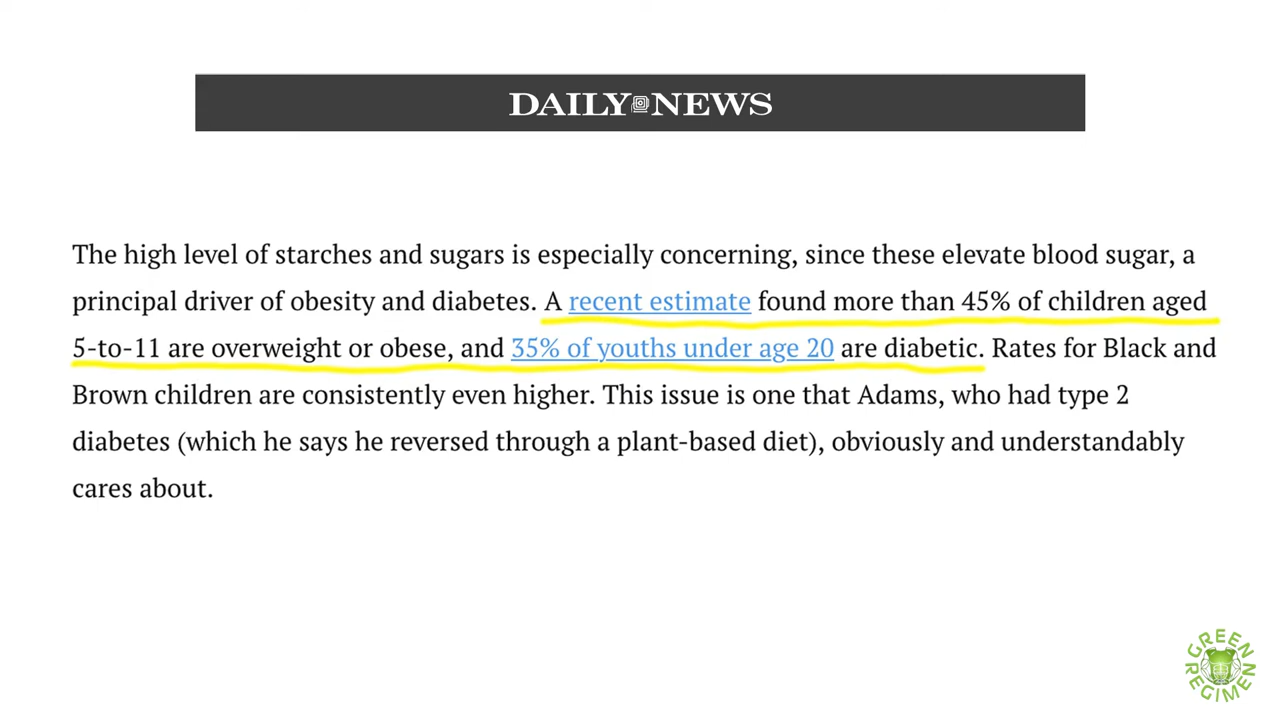 DAILY NEWS
The high level of starches and sugars is especially concerning, since these elevate blood sugar, a
principal driver of obesity and diabetes. A recent estimate found more than 45% of children aged
5-to-11 are overweight or obese, and 35% of youths under age 20 are diabetic. Rates for Black and
Brown children are consistently even higher. This issue is one that Adams, who had type 2
diabetes (which he says he reversed through a plant-based diet), obviously and understandably
cares about.
GREEN
REGIMEN